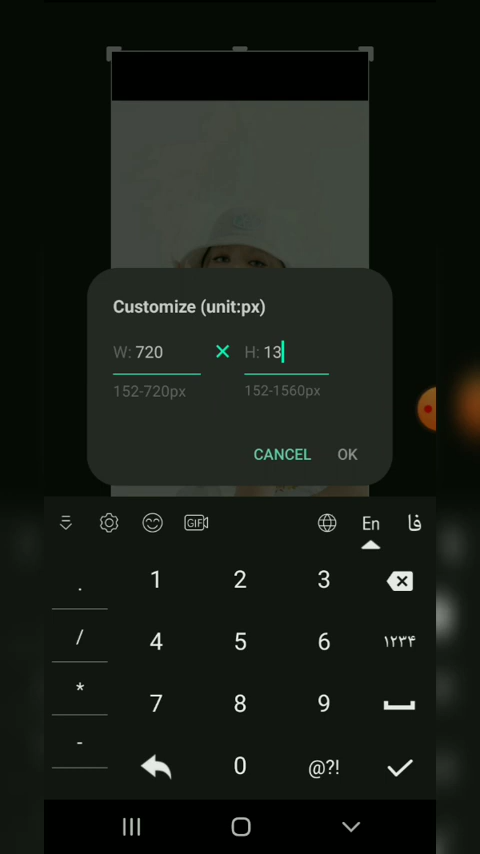 Customize (unit:px)
W: 720 × H: 13
152-720px 152-1560px
CANCEL OK
GIF En فا
. 1 2 3
/ 4 5 6 ۱۲۳۴
* 7 8 9
- 0 @?!